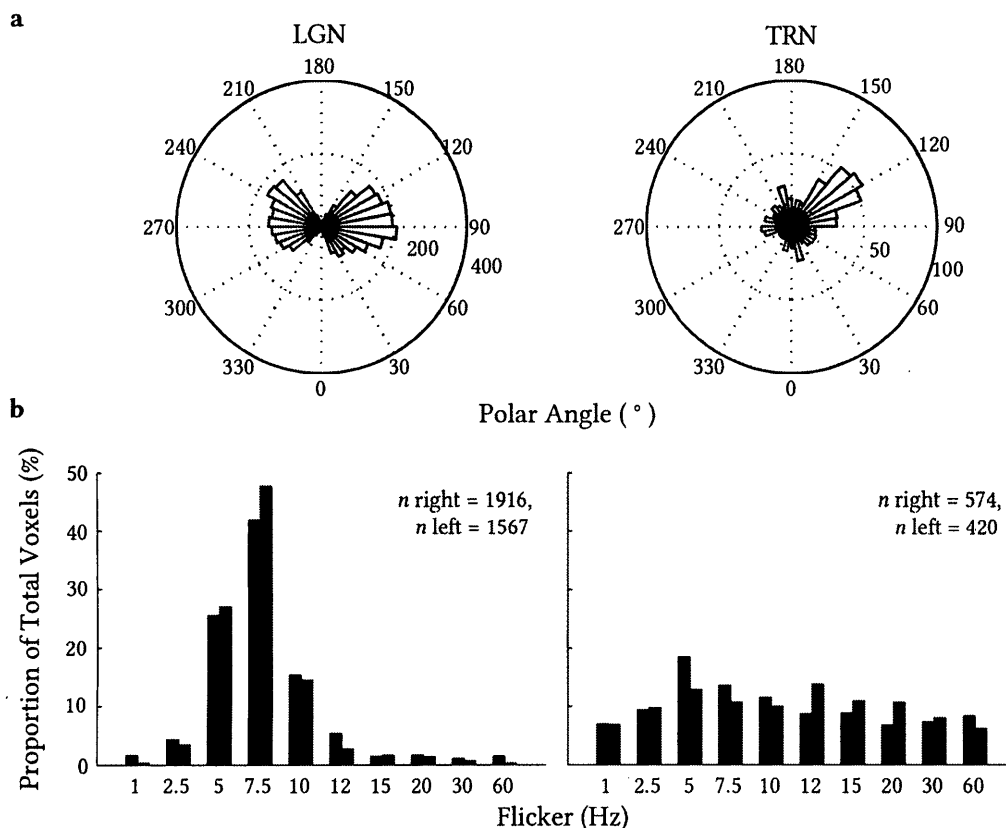 a
LGN
TRN
180
180
210
150
210
150
240
120
240
120
270
90
270
90
200
50
400
100
300
60
300
60
330
30
330
30
0
0
Polar Angle ( ° )
b
Proportion of Total Voxels (%)
50
40
30
20
10
0
n right = 1916,
n left = 1567
n right = 574,
n left = 420
1 2.5 5 7.5 10 12 15 20 30 60
1 2.5 5 7.5 10 12 15 20 30 60
Flicker (Hz)